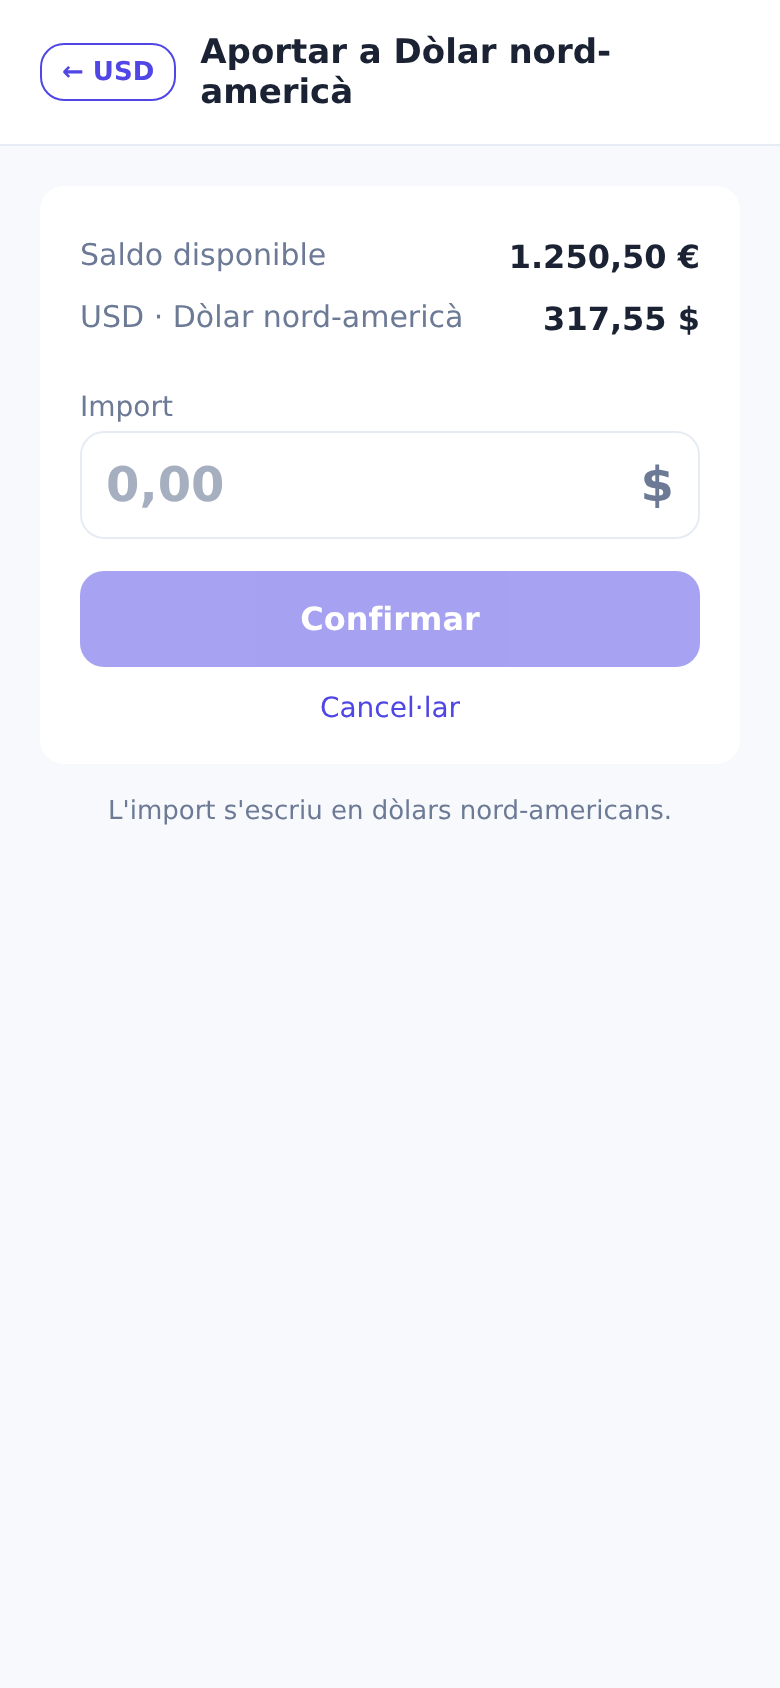 ← USD
Aportar a Dòlar nord-
americà
Saldo disponible 1.250,50 €
USD · Dòlar nord-americà 317,55 $
Import
0,00 $
Confirmar
Cancel·lar
L'import s'escriu en dòlars nord-americans.